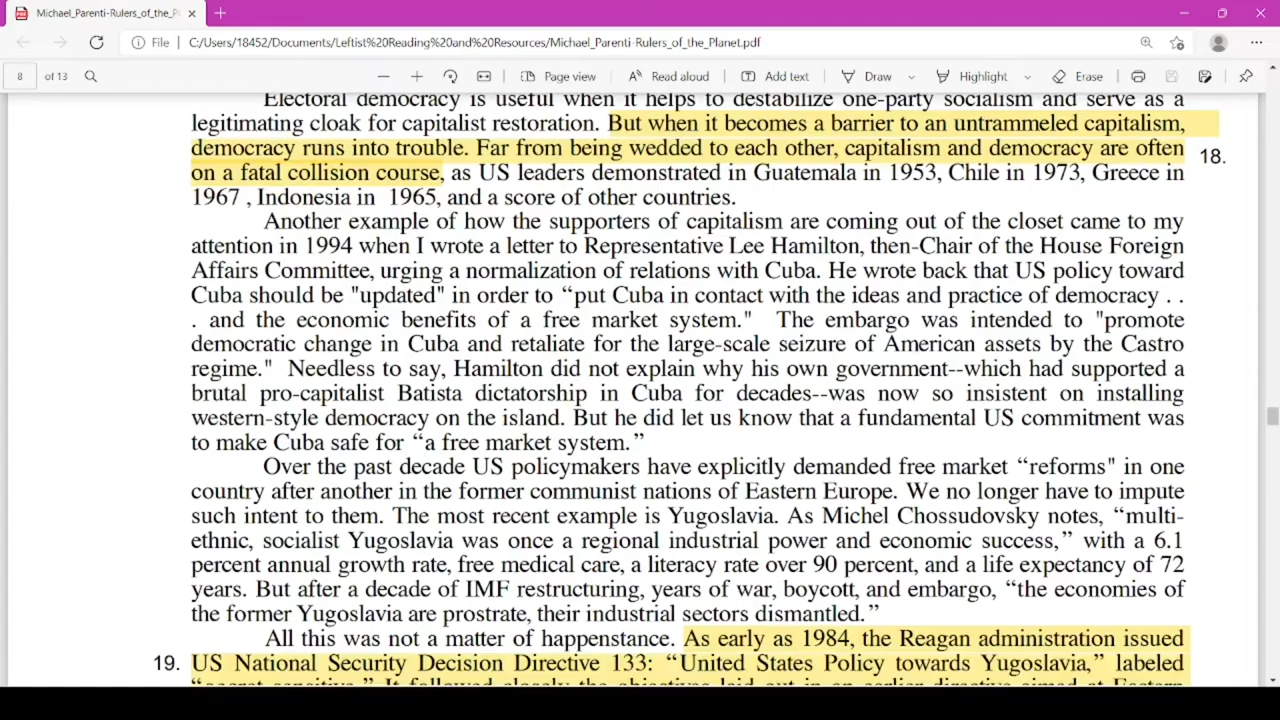 Michael_Parenti-Rulers_of_the_P
File C:/Users/18452/Documents/Leftist%20Reading%20and%20Resources/Michael_Parenti-Rulers_of_the_Planet.pdf
8 of 13 Page view Read aloud Add text Draw Highlight Erase
Electoral democracy is useful when it helps to destabilize one-party socialism and serve as a
legitimating cloak for capitalist restoration. But when it becomes a barrier to an untrammeled capitalism,
democracy runs into trouble. Far from being wedded to each other, capitalism and democracy are often
18.
on a fatal collision course, as US leaders demonstrated in Guatemala in 1953, Chile in 1973, Greece in
1967 , Indonesia in 1965, and a score of other countries.
Another example of how the supporters of capitalism are coming out of the closet came to my
attention in 1994 when I wrote a letter to Representative Lee Hamilton, then-Chair of the House Foreign
Affairs Committee, urging a normalization of relations with Cuba. He wrote back that US policy toward
Cuba should be "updated" in order to “put Cuba in contact with the ideas and practice of democracy . .
. and the economic benefits of a free market system." The embargo was intended to "promote
democratic change in Cuba and retaliate for the large-scale seizure of American assets by the Castro
regime." Needless to say, Hamilton did not explain why his own government--which had supported a
brutal pro-capitalist Batista dictatorship in Cuba for decades--was now so insistent on installing
western-style democracy on the island. But he did let us know that a fundamental US commitment was
to make Cuba safe for “a free market system.”
Over the past decade US policymakers have explicitly demanded free market “reforms" in one
country after another in the former communist nations of Eastern Europe. We no longer have to impute
such intent to them. The most recent example is Yugoslavia. As Michel Chossudovsky notes, “multi-
ethnic, socialist Yugoslavia was once a regional industrial power and economic success,” with a 6.1
percent annual growth rate, free medical care, a literacy rate over 90 percent, and a life expectancy of 72
years. But after a decade of IMF restructuring, years of war, boycott, and embargo, “the economies of
the former Yugoslavia are prostrate, their industrial sectors dismantled.”
All this was not a matter of happenstance. As early as 1984, the Reagan administration issued
19. US National Security Decision Directive 133: “United States Policy towards Yugoslavia,” labeled
“secret sensitive.” It followed closely the objectives laid out in an earlier directive aimed at Eastern